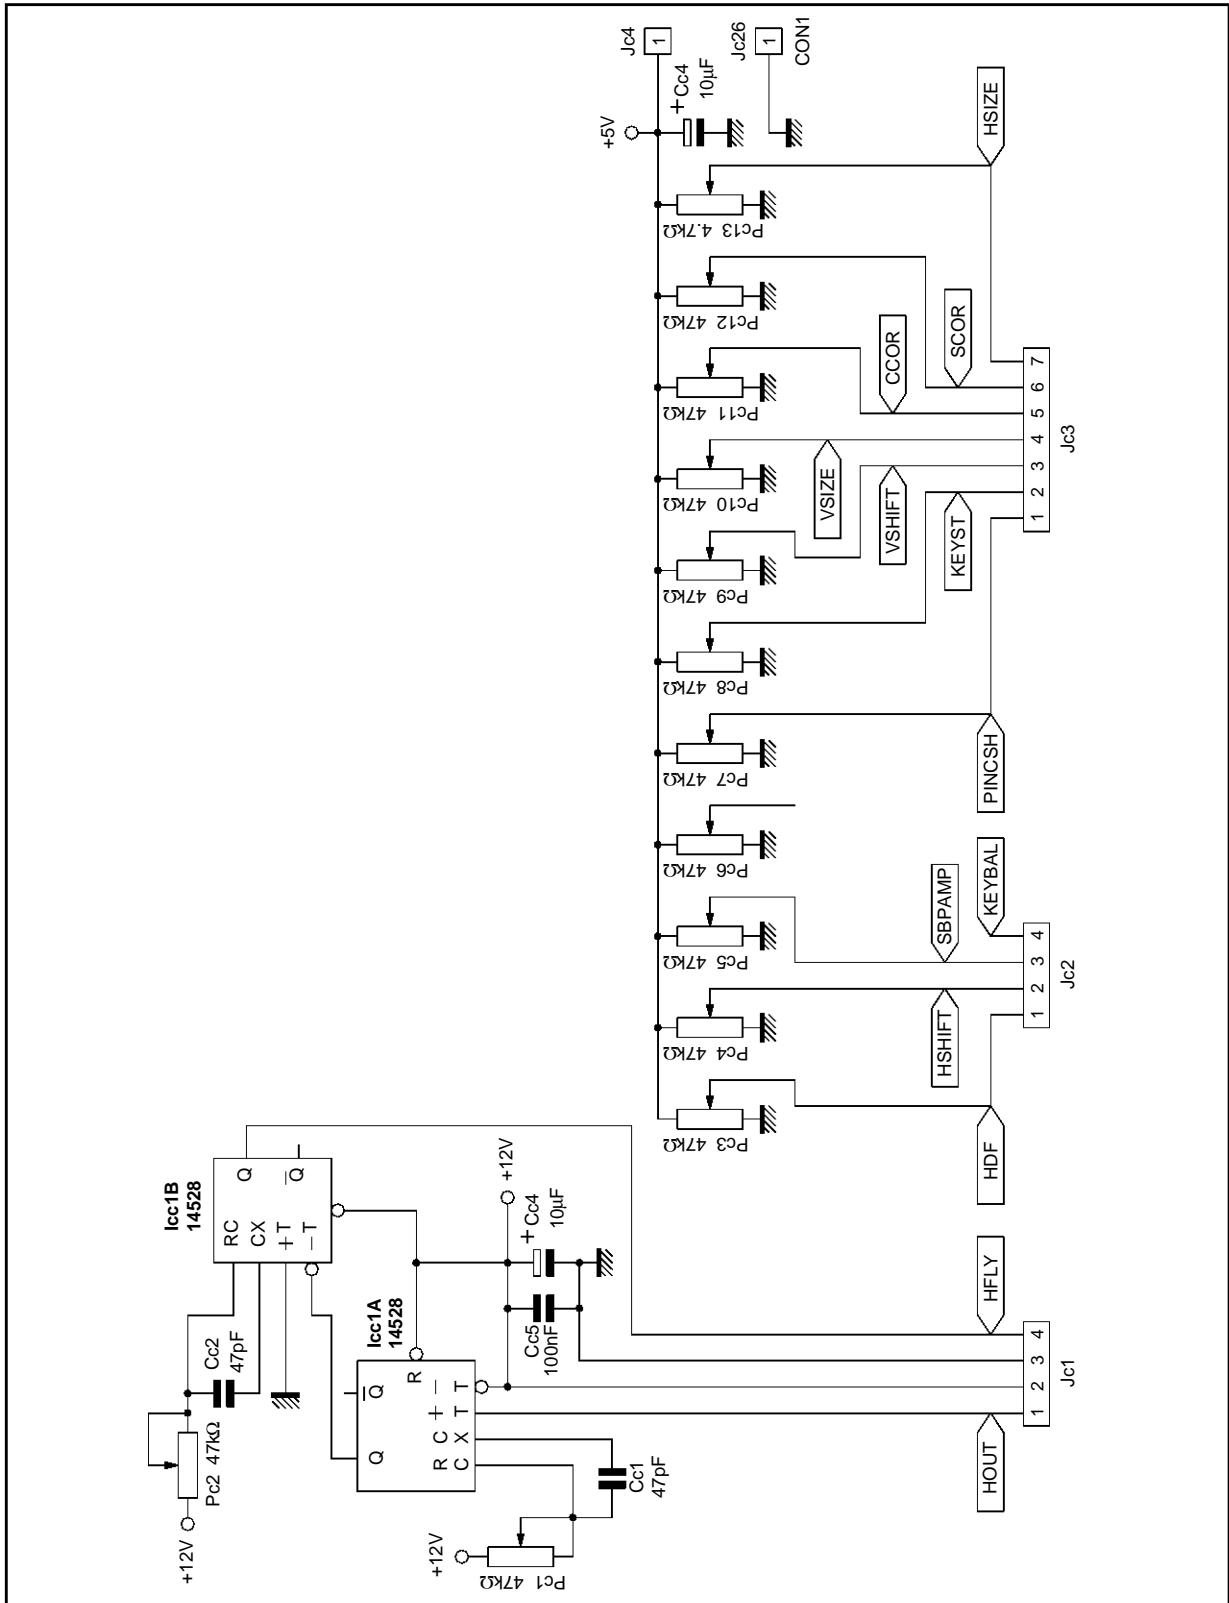 Jc4
1
+5V
+
Cc4
10µF
Jc26
1
CON1
HSIZE
Pc13 4.7kΩ
Pc12 47kΩ
Pc11 47kΩ
Pc10 47kΩ
Pc9 47kΩ
Pc8 47kΩ
Pc7 47kΩ
Pc6 47kΩ
Pc5 47kΩ
Pc4 47kΩ
Pc3 47kΩ
CCOR
SCOR
VSIZE
VSHIFT
KEYST
PINCSH
1 2 3 4 5 6 7
Jc3
KEYBAL
SBPAMP
HSHIFT
HDF
1 2 3 4
Jc2
Icc1B
14528
RC
CX
+T
−T
Q
Q
Cc2
47pF
Pc2 47kΩ
+12V
Icc1A
14528
Q
Q
R
R C
C X
+ T
− T
+12V
+
Cc4
10µF
Cc5
100nF
Cc1
47pF
+12V
Pc1 47kΩ
HFLY
HOUT
1 2 3 4
Jc1